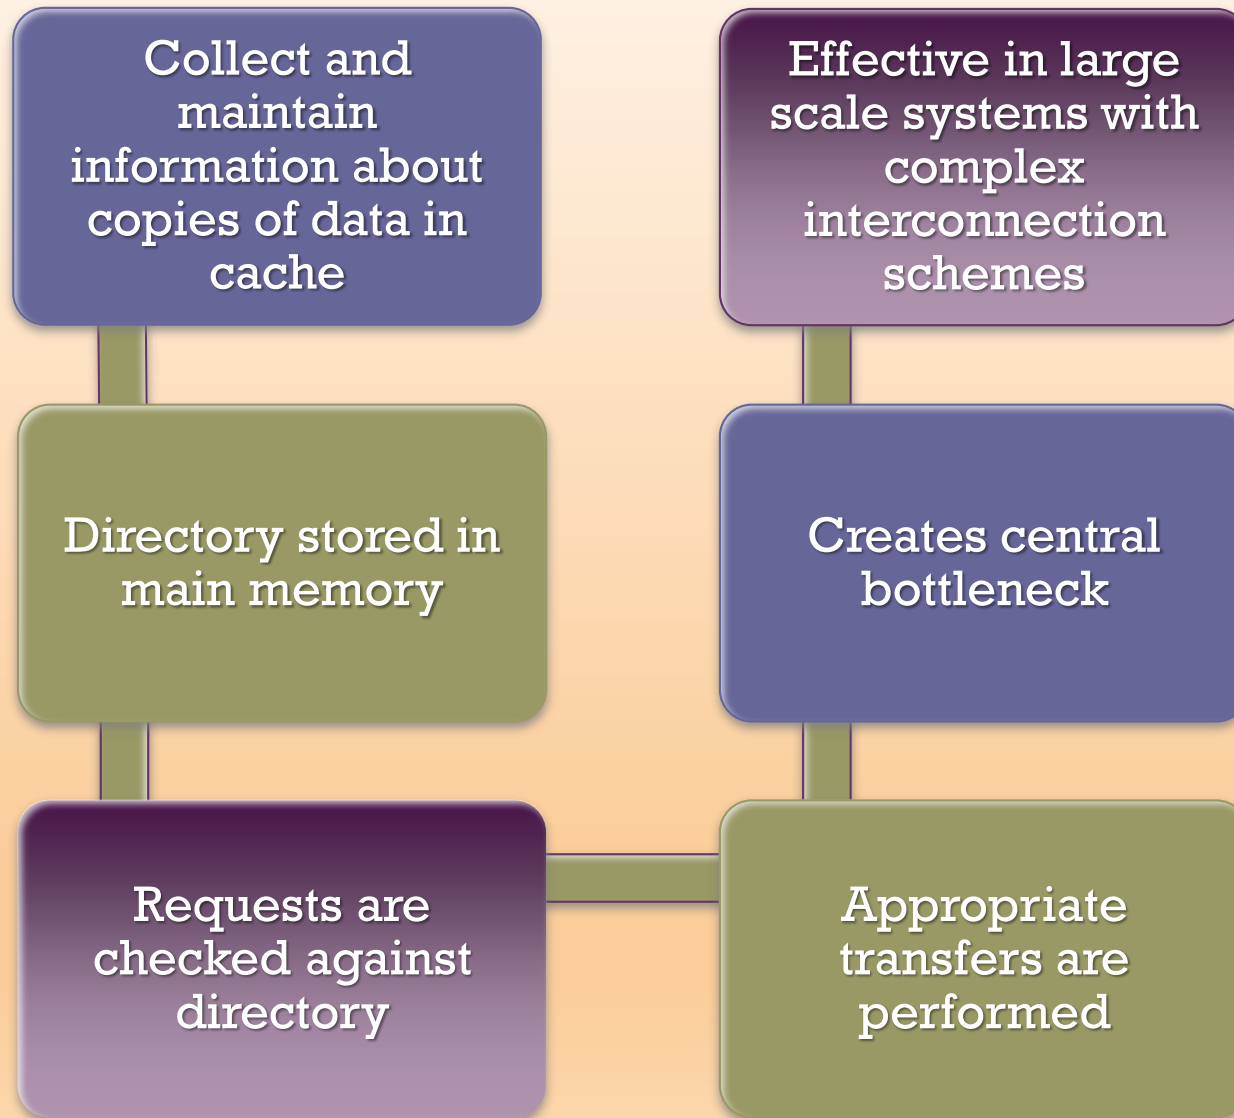 Collect and
maintain
information about
copies of data in
cache
Directory stored in
main memory
Requests are
checked against
directory
Appropriate
transfers are
performed
Creates central
bottleneck
Effective in large
scale systems with
complex
interconnection
schemes